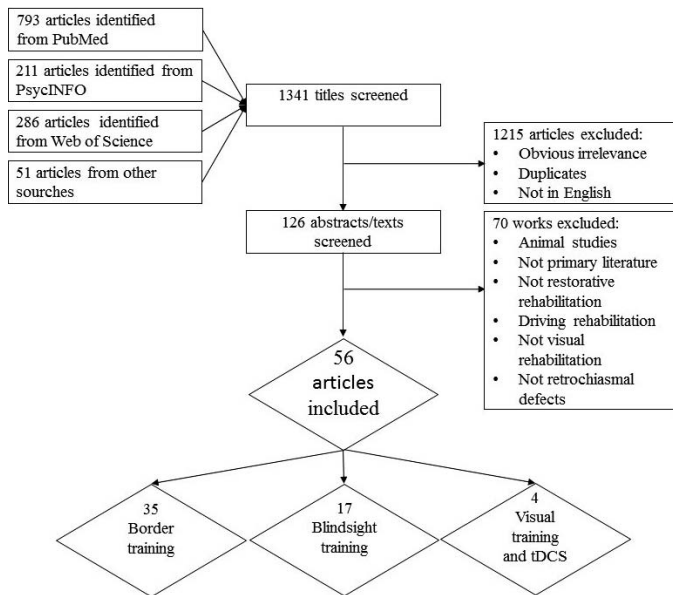 793 articles identified
from PubMed
211 articles identified from
PsycINFO
286 articles identified
from Web of Science
51 articles from other
sourches
1341 titles screened
1215 articles excluded:
• Obvious irrelevance
• Duplicates
• Not in English
126 abstracts/texts
screened
70 works excluded:
• Animal studies
• Not primary literature
• Not restorative
rehabilitation
• Driving rehabilitation
• Not visual
rehabilitation
• Not retrochiasmal
defects
56
articles
included
35
Border
training
17
Blindsight
training
4
Visual
training
and tDCS